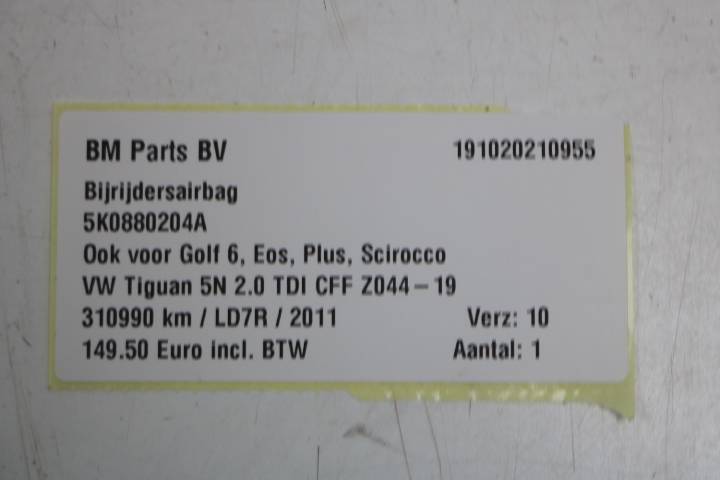 BM Parts BV 191020210955
Bijrijdersairbag
5K0880204A
Ook voor Golf 6, Eos, Plus, Scirocco
VW Tiguan 5N 2.0 TDI CFF Z044-19
310990 km / LD7R / 2011 Verz: 10
149.50 Euro incl. BTW Aantal: 1